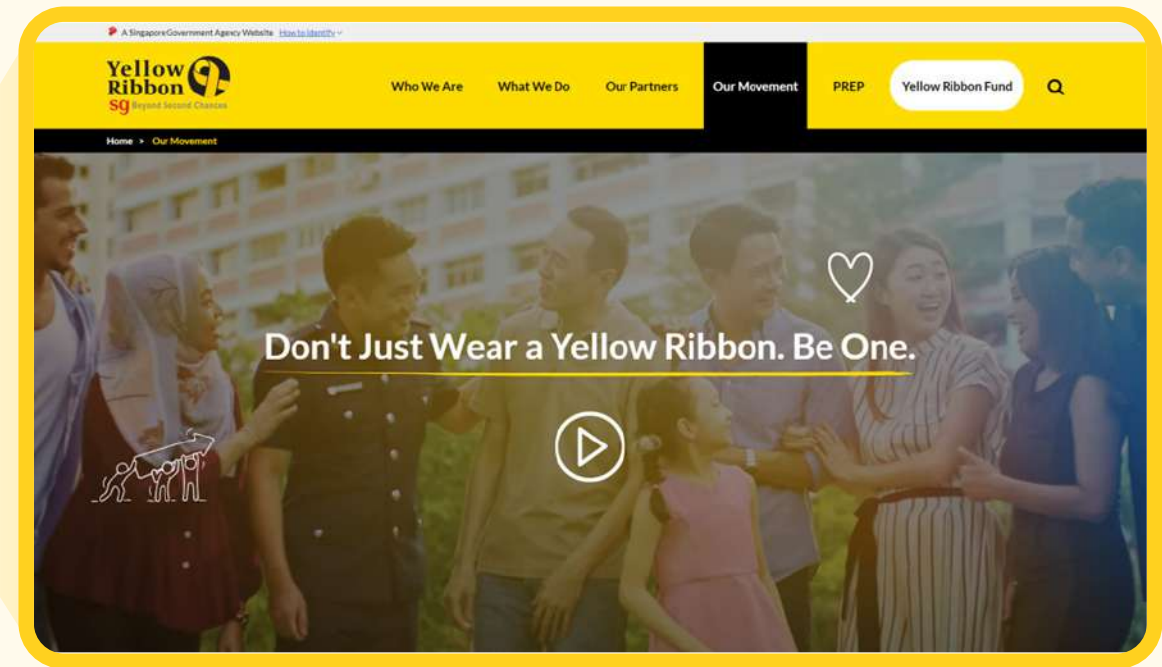 A Singapore Government Agency Website How to identify
Yellow
Ribbon
sg Beyond Second Chances
Who We Are
What We Do
Our Partners
Our Movement
PREP
Yellow Ribbon Fund
Home > Our Movement
Don't Just Wear a Yellow Ribbon. Be One.